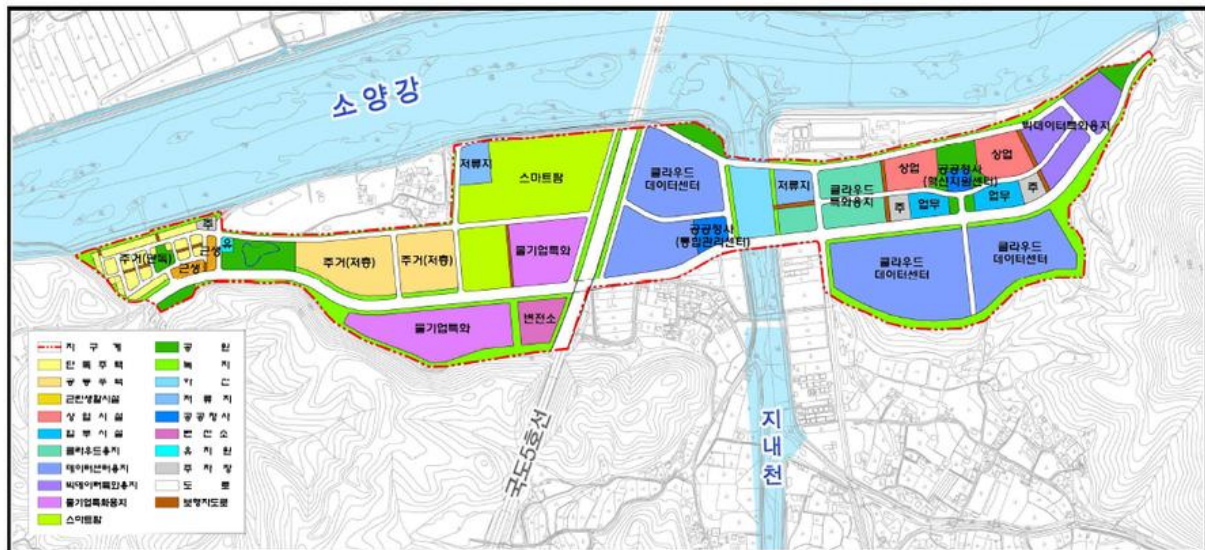 소양강
빅데이터특화용지
저류지
스마트팜
클라우드
데이터센터
상업
공공청사
(혁신지원센터)
상업
저류지
클라우드
특화용지
주
업무
업무
주
주
유
근생
주거(단독)
근생
주거(저층)
주거(저층)
물기업특화
공공청사
(통합관리센터)
클라우드
데이터센터
클라우드
데이터센터
물기업특화
변전소
국도5호선
지내천
지 구 계
단 독 주 택
공 동 주 택
근린생활시설
상 업 시 설
업 무 시 설
클라우드용지
데이터센터용지
빅데이터특화용지
물기업특화용지
스마트팜
공 원
녹 지
하 천
저 류 지
공 공 청 사
변 전 소
유 치 원
주 차 장
도 로
보행자도로